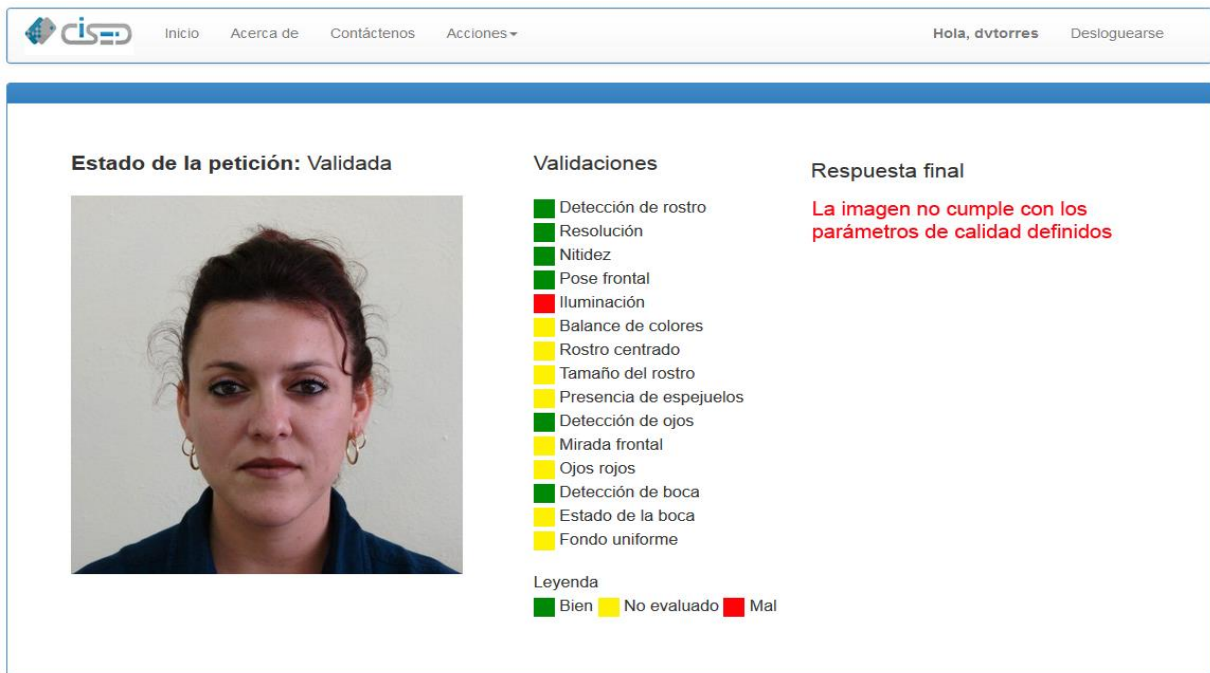 CISED Inicio Acerca de Contáctenos Acciones Hola, dvtorres Desloguearse
Estado de la petición: Validada
Validaciones
Detección de rostro
Resolución
Nitidez
Pose frontal
Iluminación
Balance de colores
Rostro centrado
Tamaño del rostro
Presencia de espejuelos
Detección de ojos
Mirada frontal
Ojos rojos
Detección de boca
Estado de la boca
Fondo uniforme
Leyenda
Bien No evaluado Mal
Respuesta final
La imagen no cumple con los
parámetros de calidad definidos